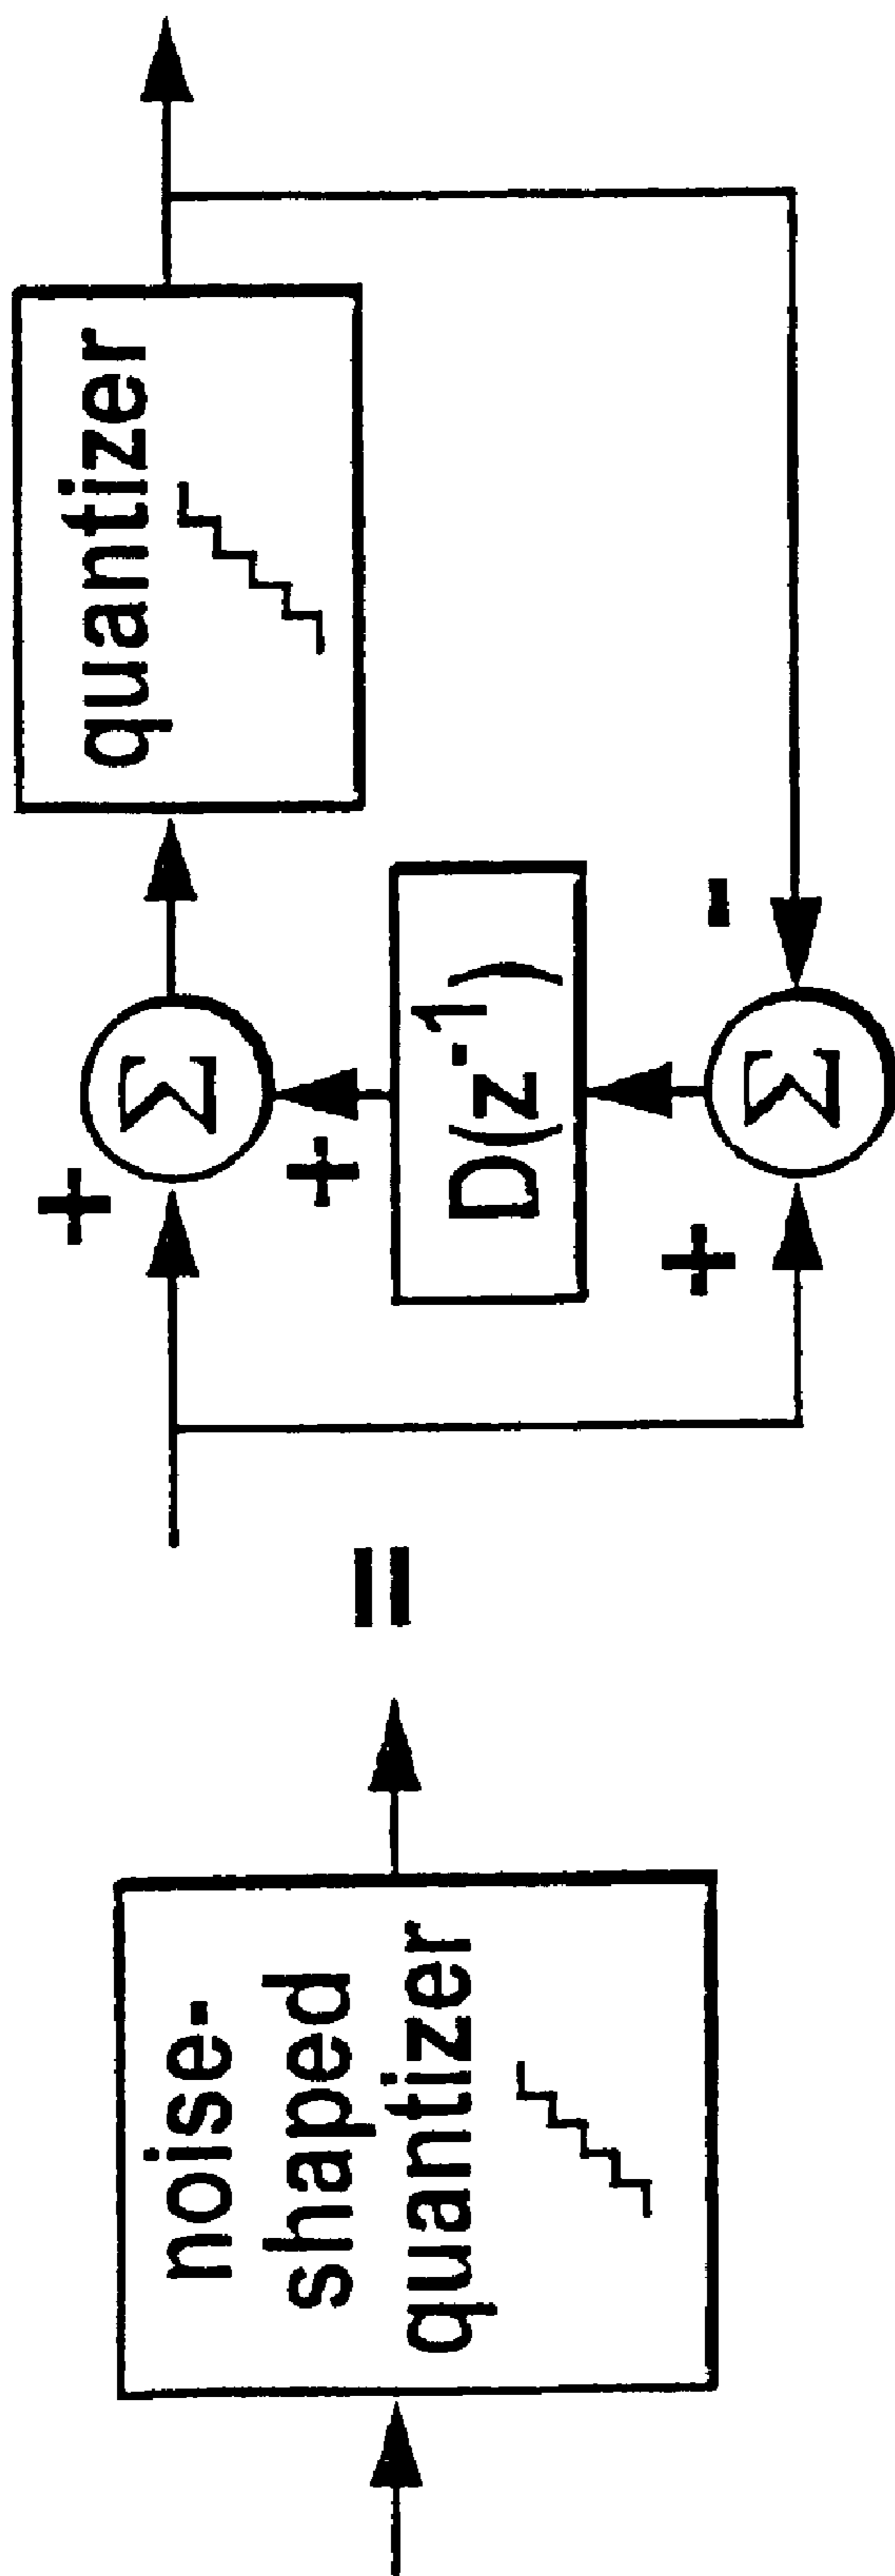 noise-
shaped
quantizer
=
+
Σ
+
D(z⁻¹)
+
Σ
-
quantizer